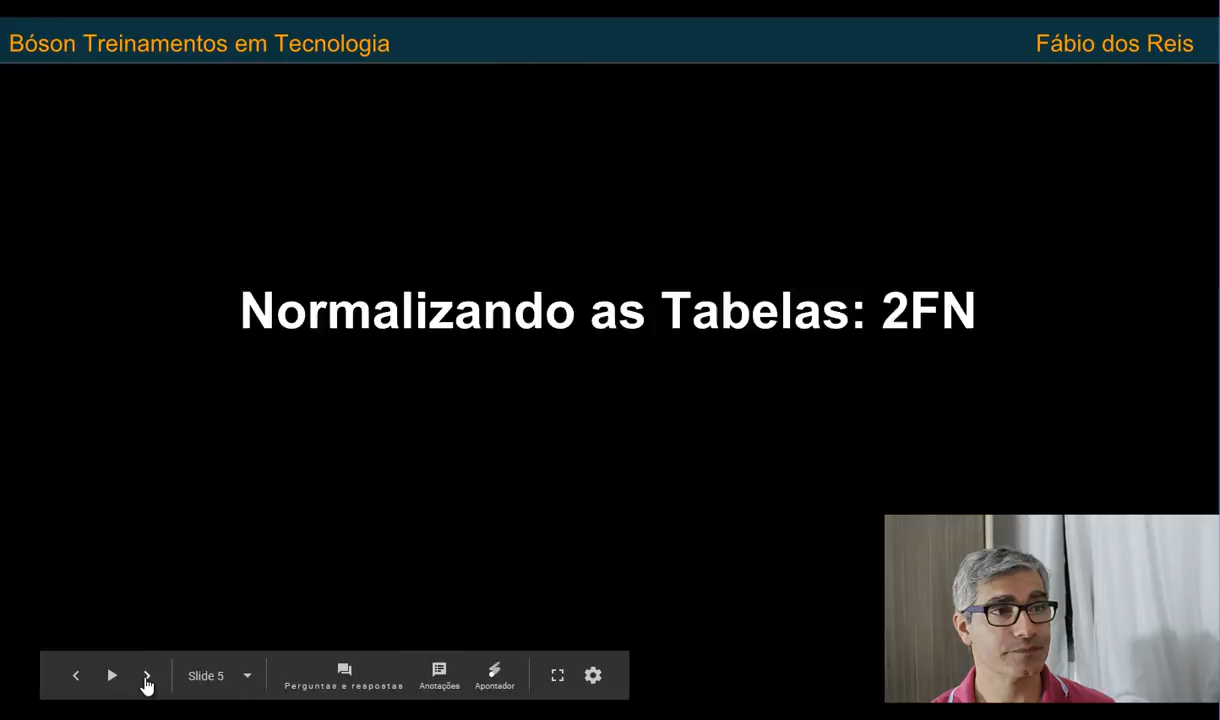 Bóson Treinamentos em Tecnologia
Fábio dos Reis
Normalizando as Tabelas: 2FN
Slide 5
Perguntas e respostas
Anotações
Apontador